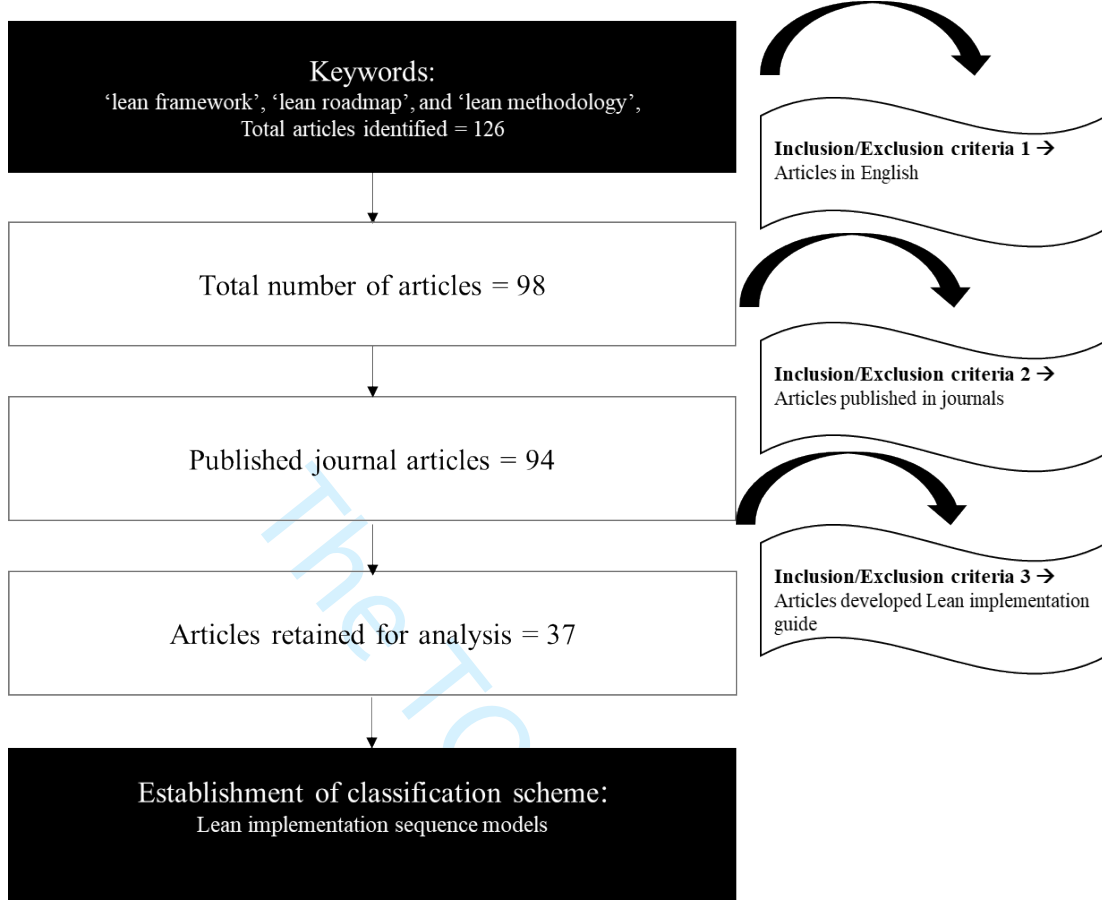 Keywords:
‘lean framework’, ‘lean roadmap’, and ‘lean methodology’,
Total articles identified = 126
Inclusion/Exclusion criteria 1 →
Articles in English
Total number of articles = 98
Inclusion/Exclusion criteria 2 →
Articles published in journals
Published journal articles = 94
Inclusion/Exclusion criteria 3 →
Articles developed Lean implementation
guide
Articles retained for analysis = 37
The TQ
Establishment of classification scheme:
Lean implementation sequence models